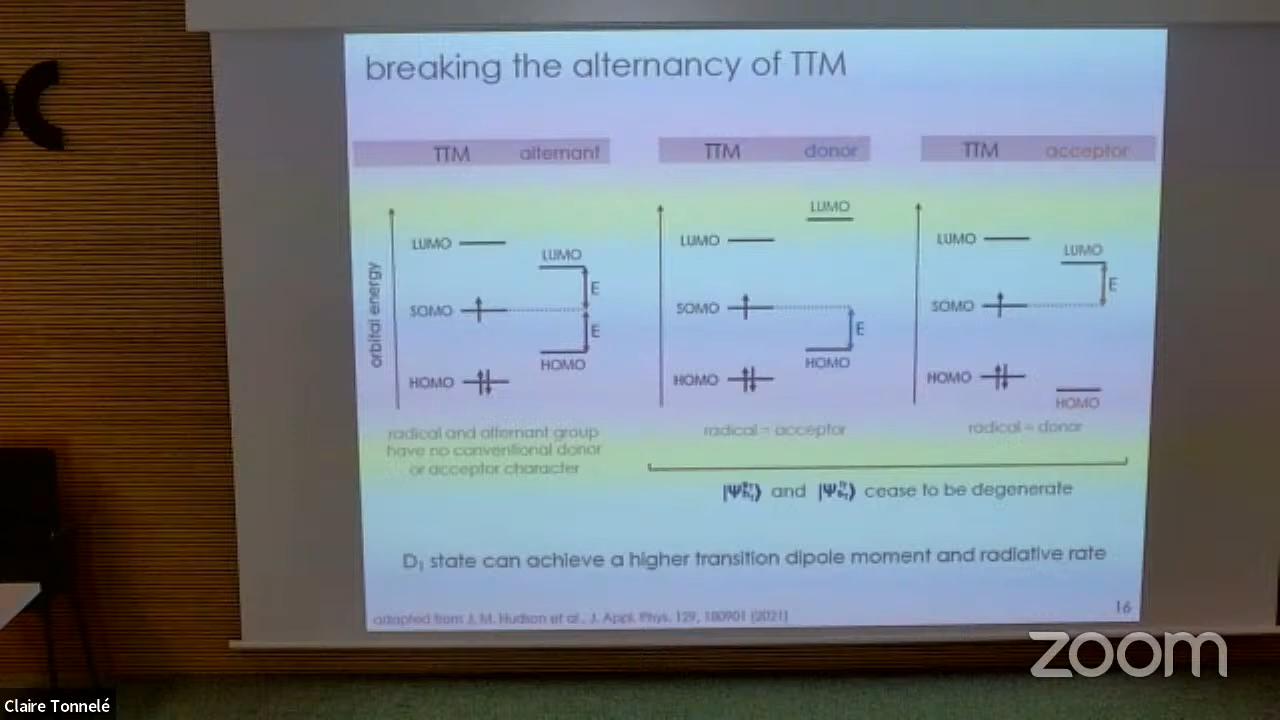 breaking the alternancy of TTM
TTM alternant
TTM donor
TTM acceptor
orbital energy
LUMO
LUMO
E
SOMO
E
HOMO
HOMO
LUMO
LUMO
SOMO
E
HOMO
HOMO
LUMO
LUMO
E
SOMO
HOMO
HOMO
radical and alternant group
have no conventional donor
or acceptor character
radical = acceptor
radical = donor
and cease to be degenerate
D₁ state can achieve a higher transition dipole moment and radiative rate
adapted from J. M. Hudson et al., J. Appl. Phys. 129, 180901 (2021)
16
zoom
Claire Tonnelé